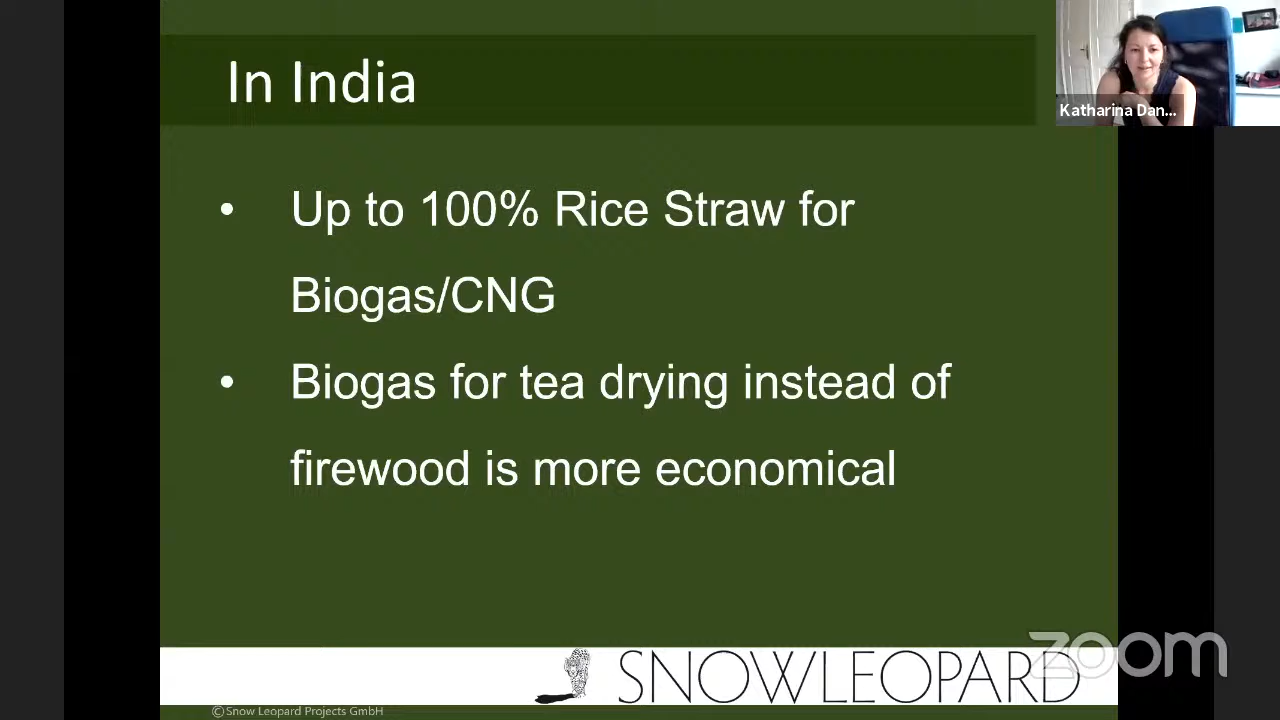 In India
Katharina Dan...
• Up to 100% Rice Straw for
Biogas/CNG
• Biogas for tea drying instead of
firewood is more economical
SNOWLEOPARD
zoom
©Snow Leopard Projects GmbH